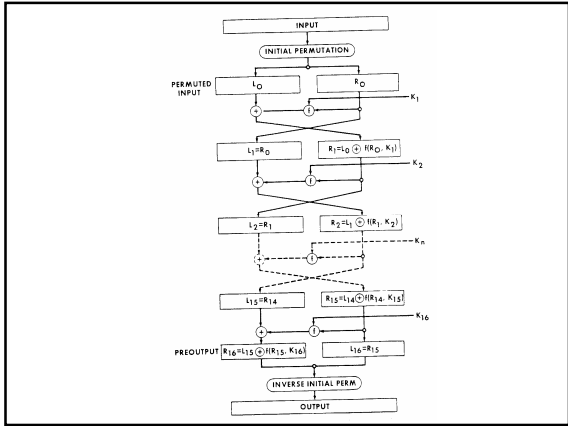 INPUT
INITIAL PERMUTATION
PERMUTED
INPUT
L0
R0
K1
+
f
L1=R0
R1=L0 ⊕ f(R0, K1)
K2
+
f
L2=R1
R2=L1 ⊕ f(R1, K2)
Kn
+
f
L15=R14
R15=L14 ⊕ f(R14, K15)
K16
+
f
PREOUTPUT
R16=L15 ⊕ f(R15, K16)
L16=R15
INVERSE INITIAL PERM
OUTPUT